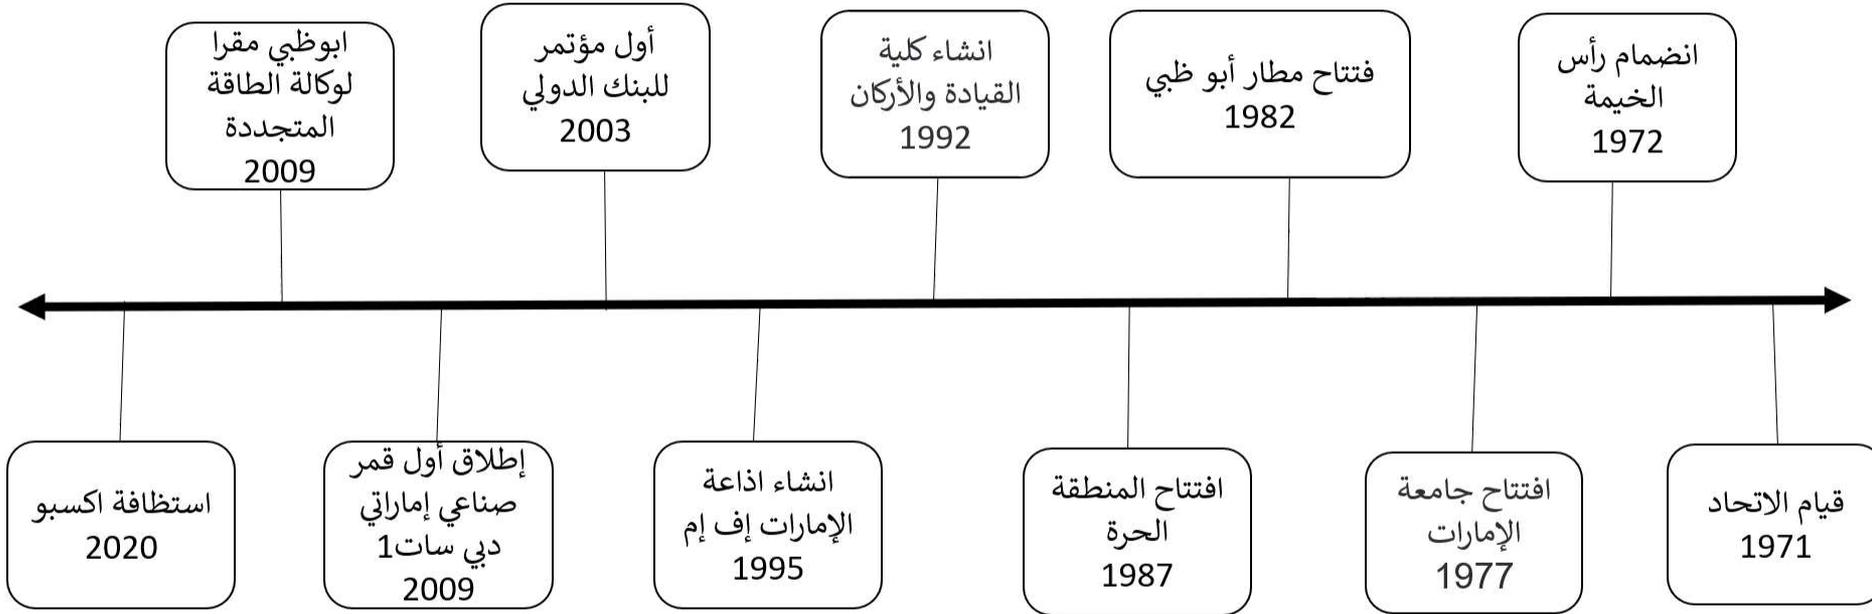 انضمام رأس
الخيمة
1972
فتتاح مطار أبو ظبي
1982
انشاء كلية
القيادة والأركان
1992
أول مؤتمر
للبنك الدولي
2003
ابوظبي مقرا
لوكالة الطاقة
المتجددة
2009
قيام الاتحاد
1971
افتتاح جامعة
الإمارات
1977
افتتاح المنطقة
الحرة
1987
انشاء اذاعة
الإمارات إف إم
1995
إطلاق أول قمر
صناعي إماراتي
دبي سات1
2009
استظافة اكسبو
2020